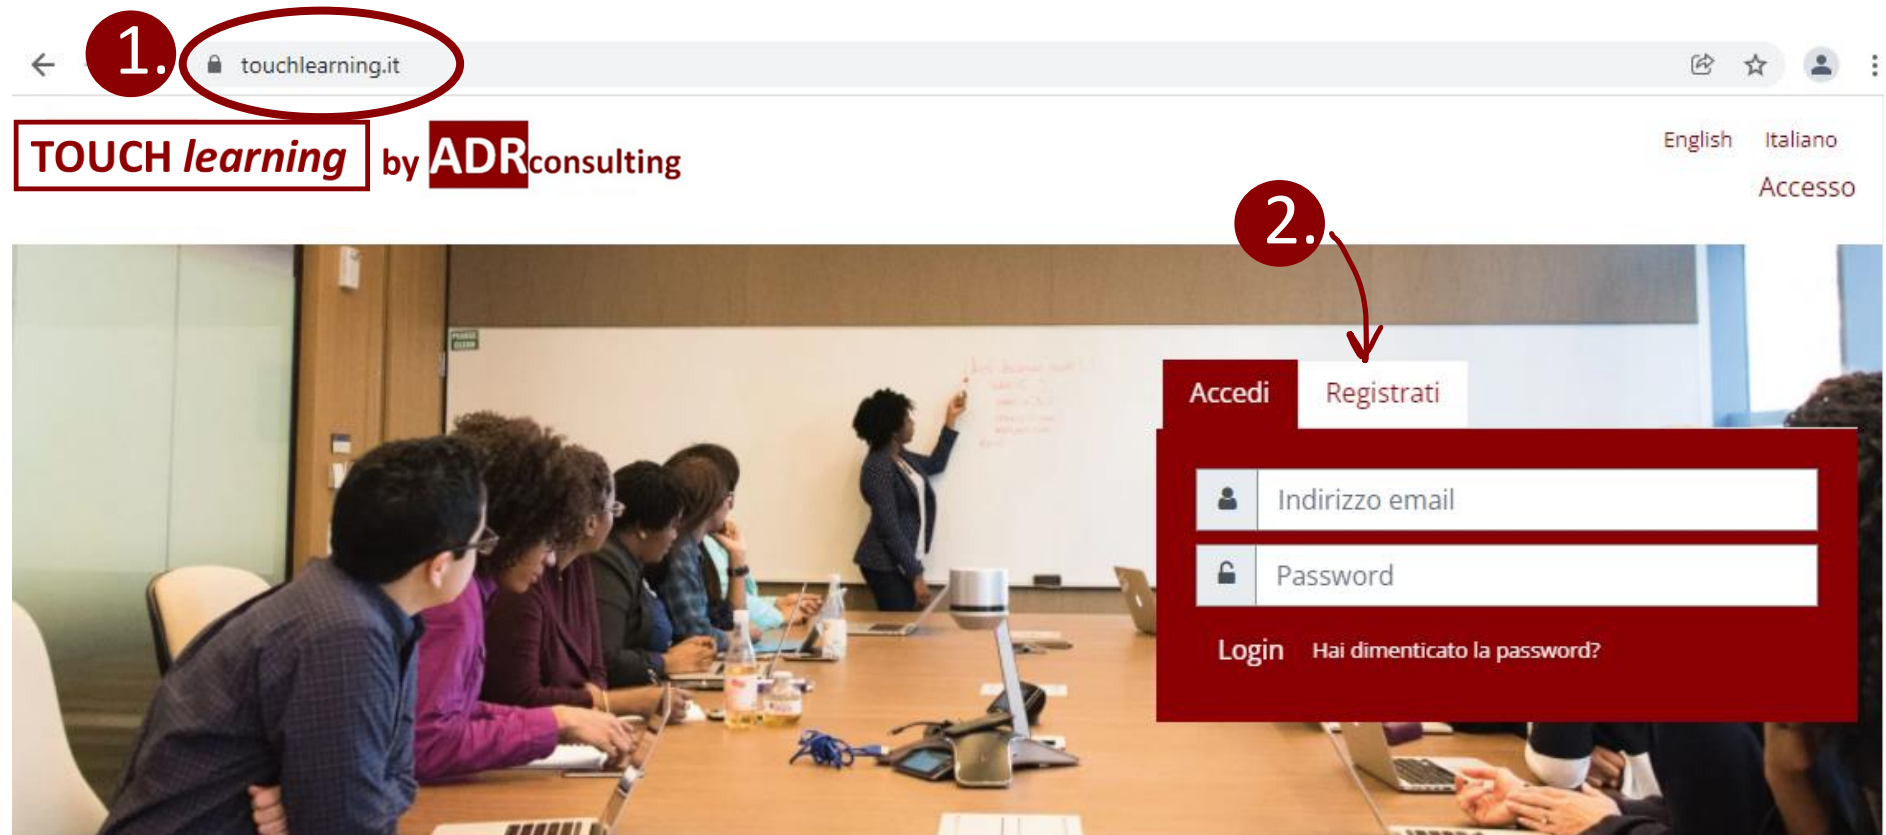 1.
touchlearning.it
TOUCH learning by ADRconsulting
English Italiano
Accesso
2.
Accedi Registrati
Indirizzo email
Password
Login Hai dimenticato la password?